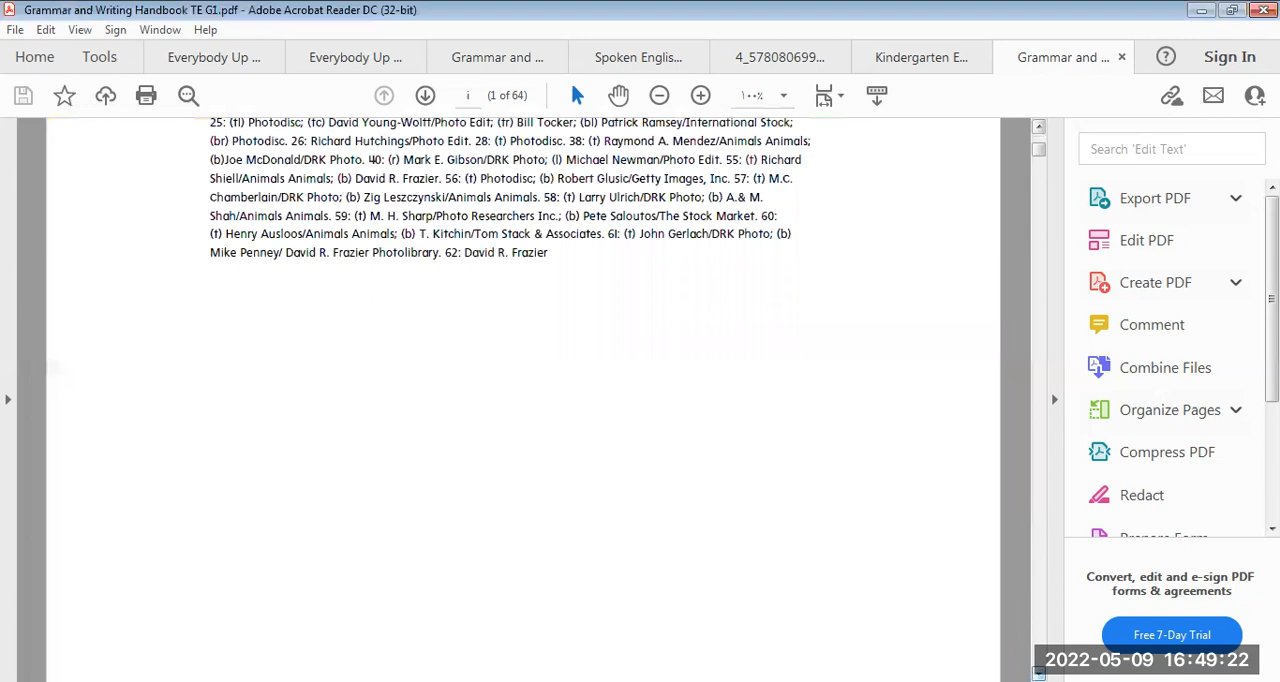 Grammar and Writing Handbook TE G1.pdf - Adobe Acrobat Reader DC (32-bit)
File Edit View Sign Window Help
Home Tools Everybody Up ... Everybody Up ... Grammar and ... Spoken Englis... 4_578080699... Kindergarten E... Grammar and ... × ? Sign In
i (1 of 64) ١٠٠%
25: (tl) Photodisc; (tc) David Young-Wolff/Photo Edit; (tr) Bill Tocker; (bl) Patrick Ramsey/International Stock;
(br) Photodisc. 26: Richard Hutchings/Photo Edit. 28: (t) Photodisc. 38: (t) Raymond A. Mendez/Animals Animals;
(b)Joe McDonald/DRK Photo. 40: (r) Mark E. Gibson/DRK Photo; (l) Michael Newman/Photo Edit. 55: (t) Richard
Shiell/Animals Animals; (b) David R. Frazier. 56: (t) Photodisc; (b) Robert Glusic/Getty Images, Inc. 57: (t) M.C.
Chamberlain/DRK Photo; (b) Zig Leszczynski/Animals Animals. 58: (t) Larry Ulrich/DRK Photo; (b) A.& M.
Shah/Animals Animals. 59: (t) M. H. Sharp/Photo Researchers Inc.; (b) Pete Saloutos/The Stock Market. 60:
(t) Henry Ausloos/Animals Animals; (b) T. Kitchin/Tom Stack & Associates. 61: (t) John Gerlach/DRK Photo; (b)
Mike Penney/ David R. Frazier Photolibrary. 62: David R. Frazier
Search 'Edit Text'
Export PDF
Edit PDF
Create PDF
Comment
Combine Files
Organize Pages
Compress PDF
Redact
Prepare Form
Convert, edit and e-sign PDF
forms & agreements
Free 7-Day Trial
2022-05-09 16:49:22